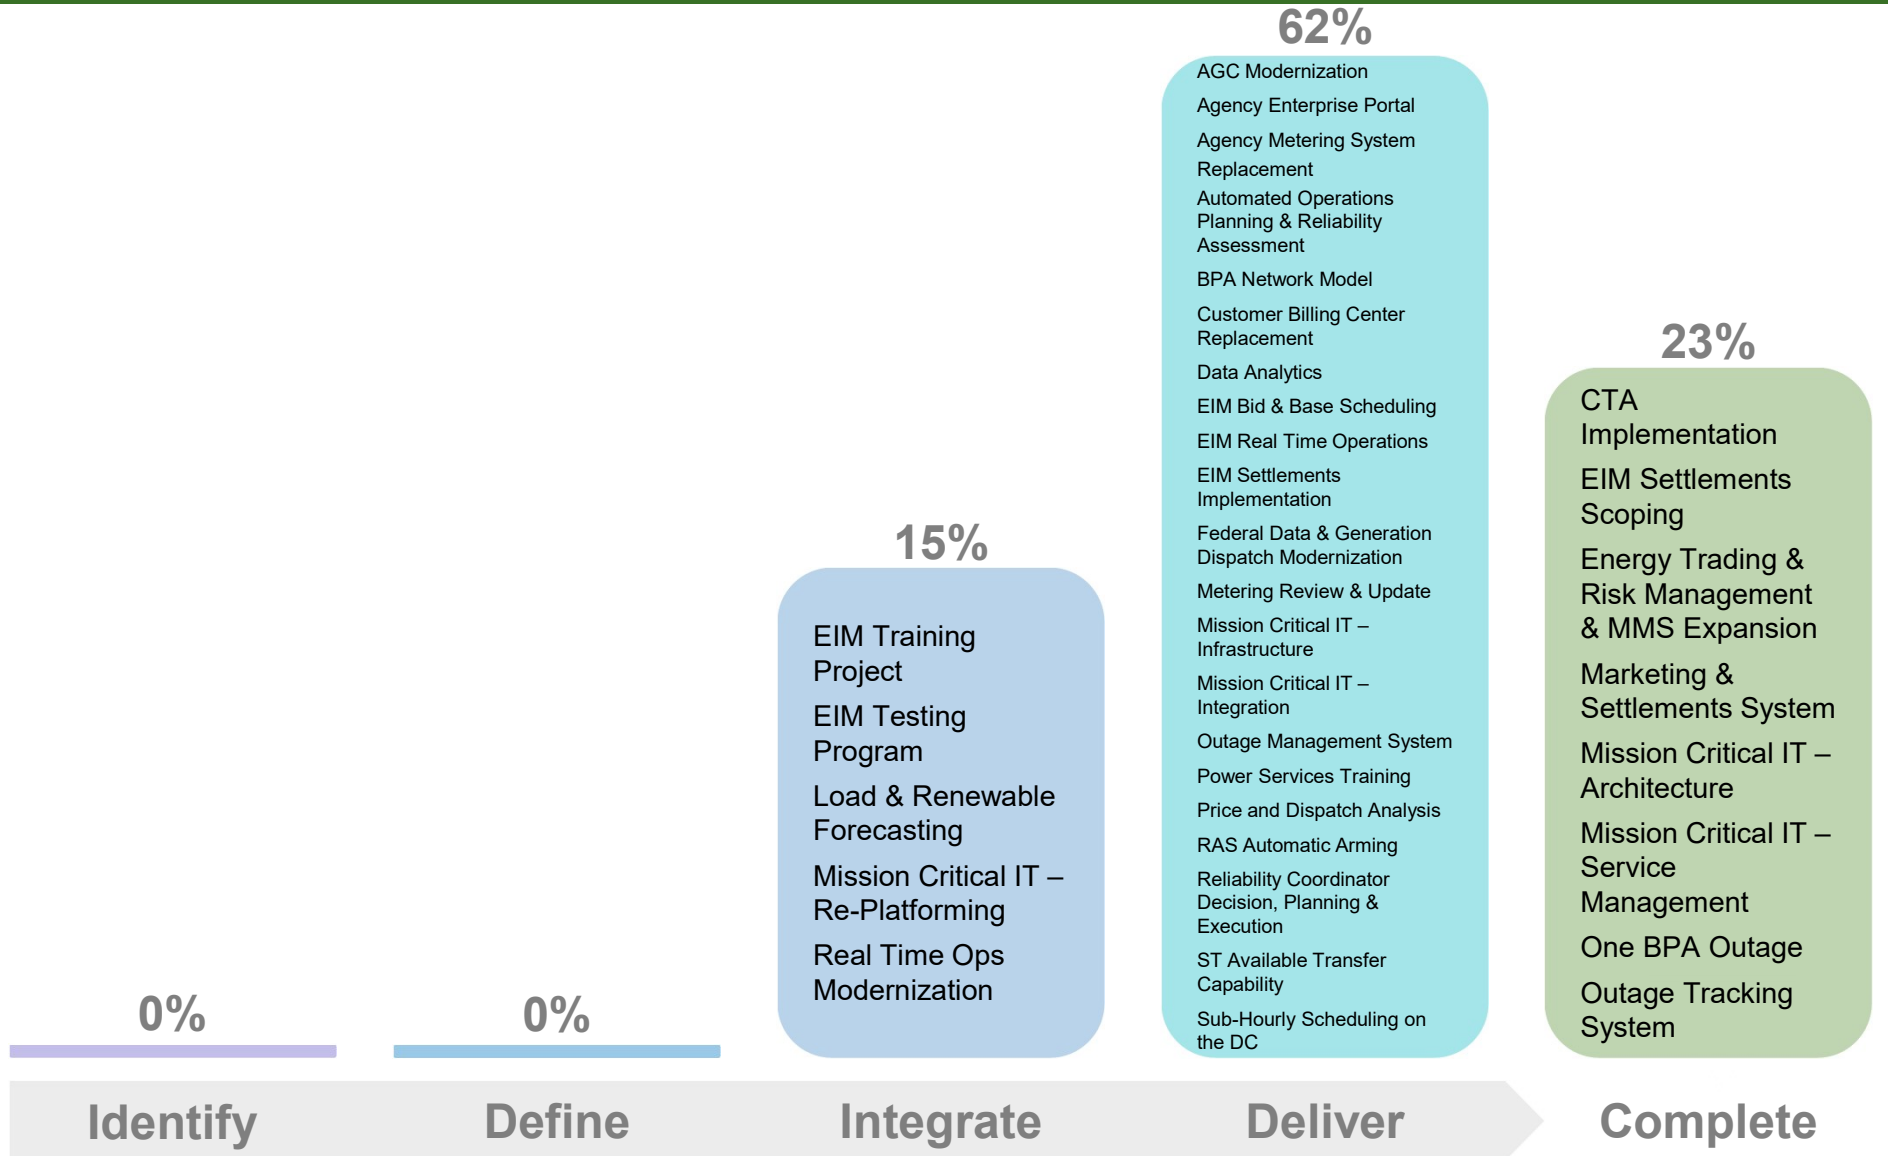 0%
0%
15%
EIM Training
Project
EIM Testing
Program
Load & Renewable
Forecasting
Mission Critical IT –
Re-Platforming
Real Time Ops
Modernization
62%
AGC Modernization
Agency Enterprise Portal
Agency Metering System
Replacement
Automated Operations
Planning & Reliability
Assessment
BPA Network Model
Customer Billing Center
Replacement
Data Analytics
EIM Bid & Base Scheduling
EIM Real Time Operations
EIM Settlements
Implementation
Federal Data & Generation
Dispatch Modernization
Metering Review & Update
Mission Critical IT –
Infrastructure
Mission Critical IT –
Integration
Outage Management System
Power Services Training
Price and Dispatch Analysis
RAS Automatic Arming
Reliability Coordinator
Decision, Planning &
Execution
ST Available Transfer
Capability
Sub-Hourly Scheduling on
the DC
23%
CTA
Implementation
EIM Settlements
Scoping
Energy Trading &
Risk Management
& MMS Expansion
Marketing &
Settlements System
Mission Critical IT –
Architecture
Mission Critical IT –
Service
Management
One BPA Outage
Outage Tracking
System
Identify
Define
Integrate
Deliver
Complete